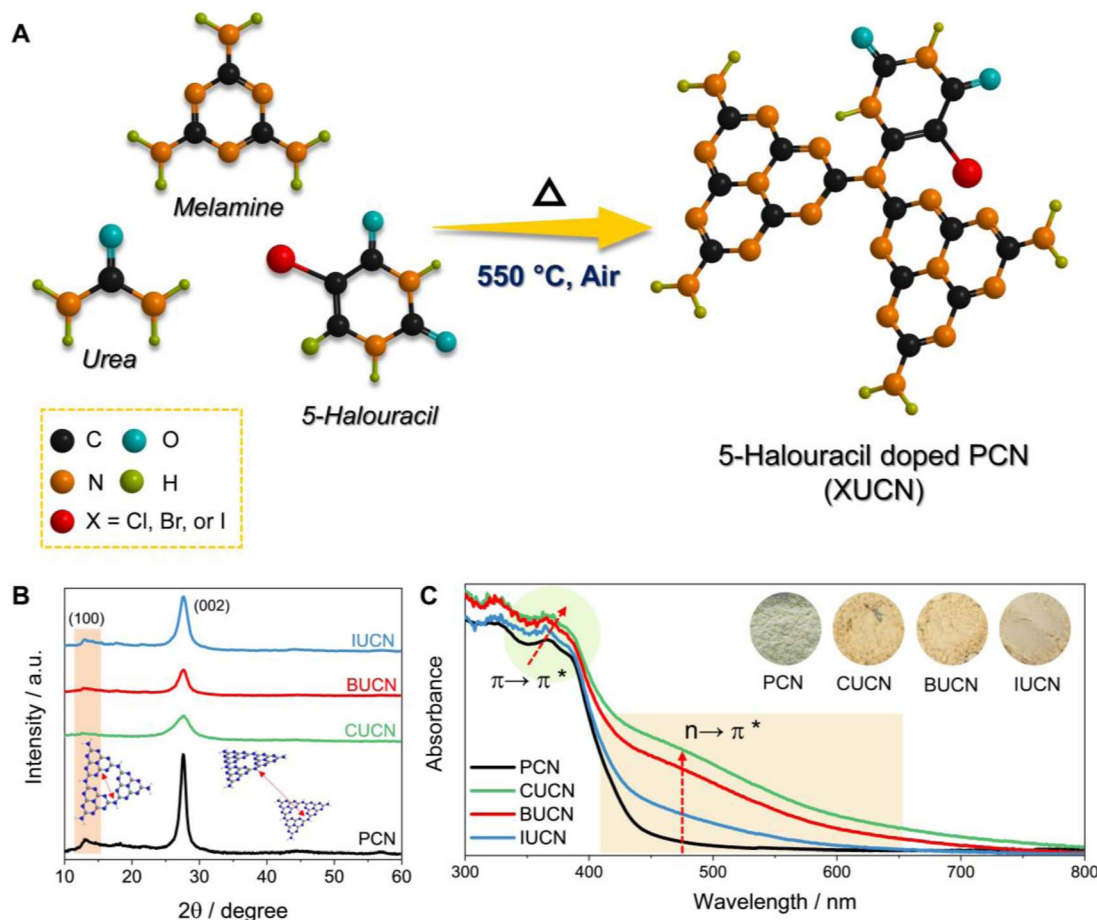 A
Melamine
Urea
5-Halouracil
Δ
550 °C, Air
5-Halouracil doped PCN
(XUCN)
C
O
N
H
X = Cl, Br, or I
B
(100)
(002)
IUCN
BUCN
CUCN
PCN
Intensity / a.u.
10
20
30
40
50
60
2θ / degree
C
π→ π *
n→ π *
PCN
CUCN
BUCN
IUCN
PCN
CUCN
BUCN
IUCN
Absorbance
300
400
500
600
700
800
Wavelength / nm